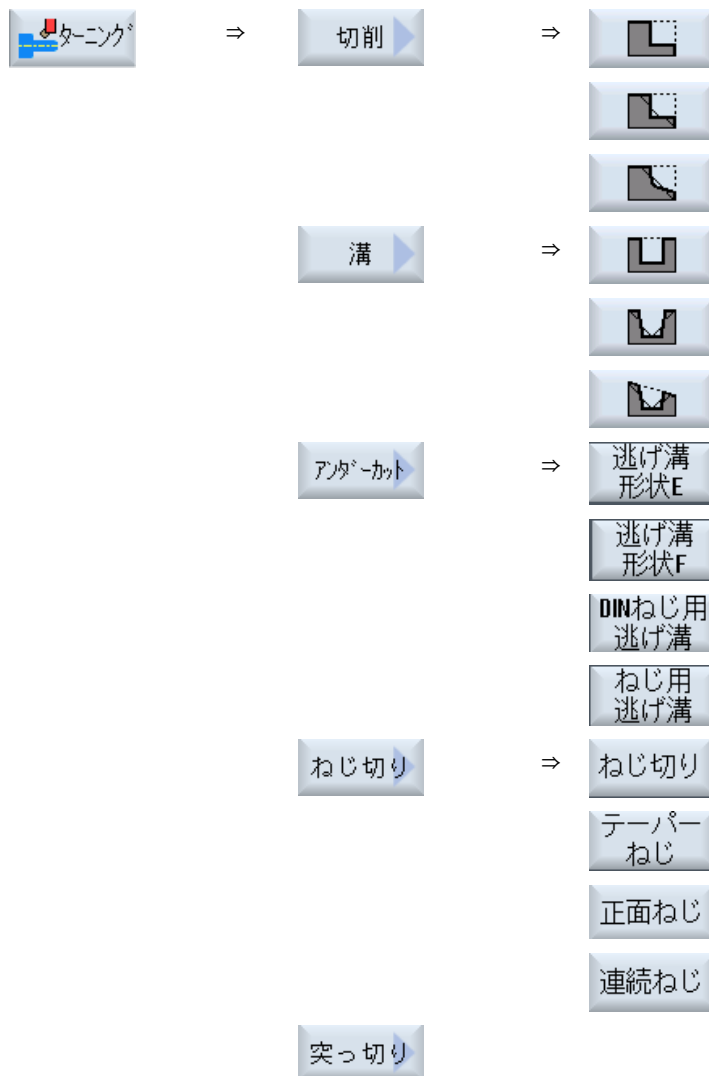 ターニング ⇒ 切削 ⇒
溝 ⇒
アンダーカット ⇒ 逃げ溝
形状E
逃げ溝
形状F
DINねじ用
逃げ溝
ねじ用
逃げ溝
ねじ切り ⇒ ねじ切り
テーパー
ねじ
正面ねじ
連続ねじ
突っ切り